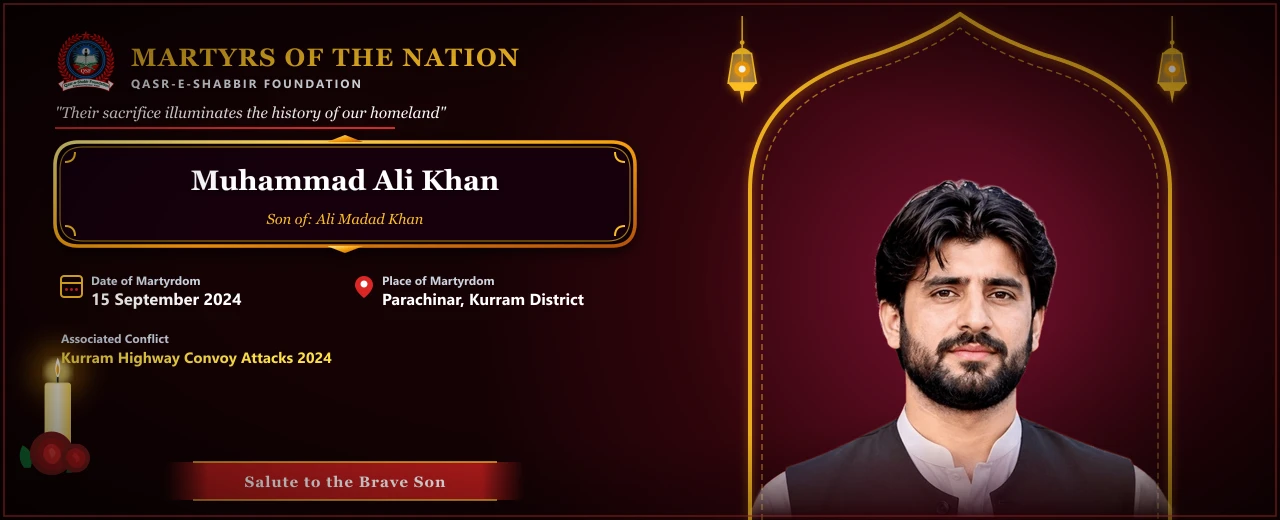 MARTYRS OF THE NATION
QASR-E-SHABBIR FOUNDATION
"Their sacrifice illuminates the history of our homeland"
Muhammad Ali Khan
Son of: Ali Madad Khan
Date of Martyrdom
15 September 2024
Place of Martyrdom
Parachinar, Kurram District
Associated Conflict
Kurram Highway Convoy Attacks 2024
Salute to the Brave Son